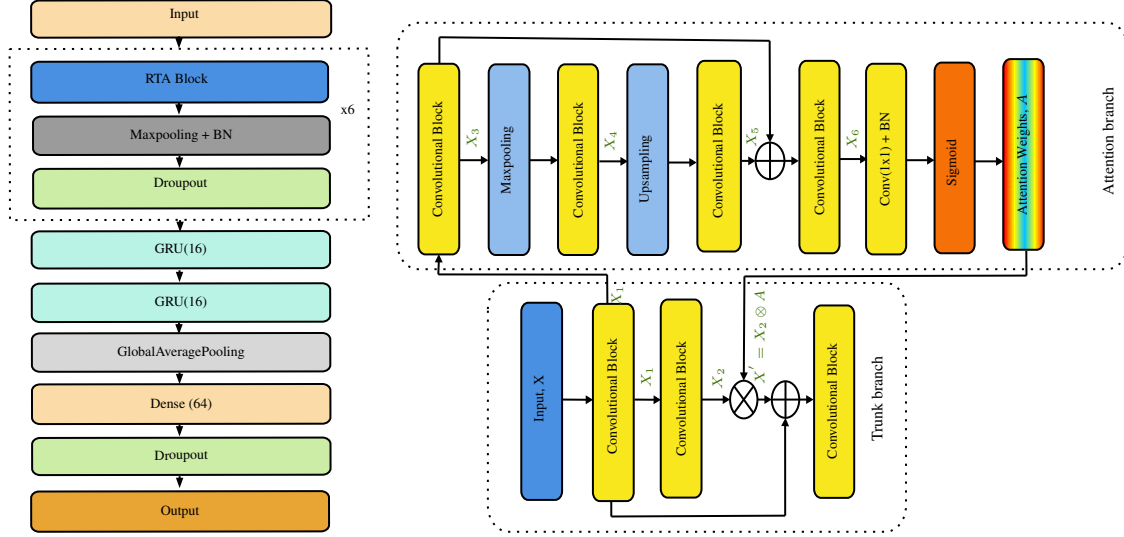 Input
RTA Block
Maxpooling + BN
Droupout
x6
GRU(16)
GRU(16)
GlobalAveragePooling
Dense (64)
Droupout
Output
Convolutional Block
X₃
Maxpooling
Convolutional Block
X₄
Upsampling
Convolutional Block
X₅
Convolutional Block
X₆
Conv(1x1) + BN
Sigmoid
Attention Weights, A
Attention branch
Input, X
X₁
Convolutional Block
X₁
Convolutional Block
X₂
X′ = X₂ ⊗ A
Convolutional Block
Trunk branch